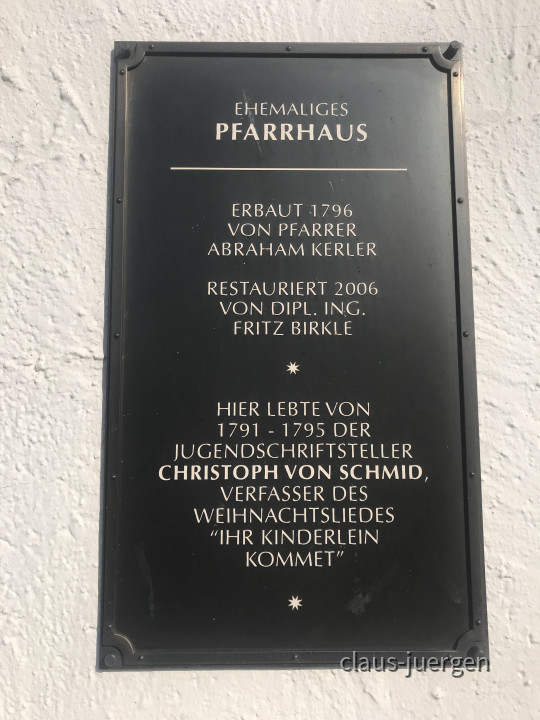 EHEMALIGES
PFARRHAUS
ERBAUT 1796
VON PFARRER
ABRAHAM KERLER
RESTAURIERT 2006
VON DIPL. ING.
FRITZ BIRKLE
HIER LEBTE VON
1791 - 1795 DER
JUGENDSCHRIFTSTELLER
CHRISTOPH VON SCHMID,
VERFASSER DES
WEIHNACHTSLIEDES
“IHR KINDERLEIN
KOMMET”
claus-juergen